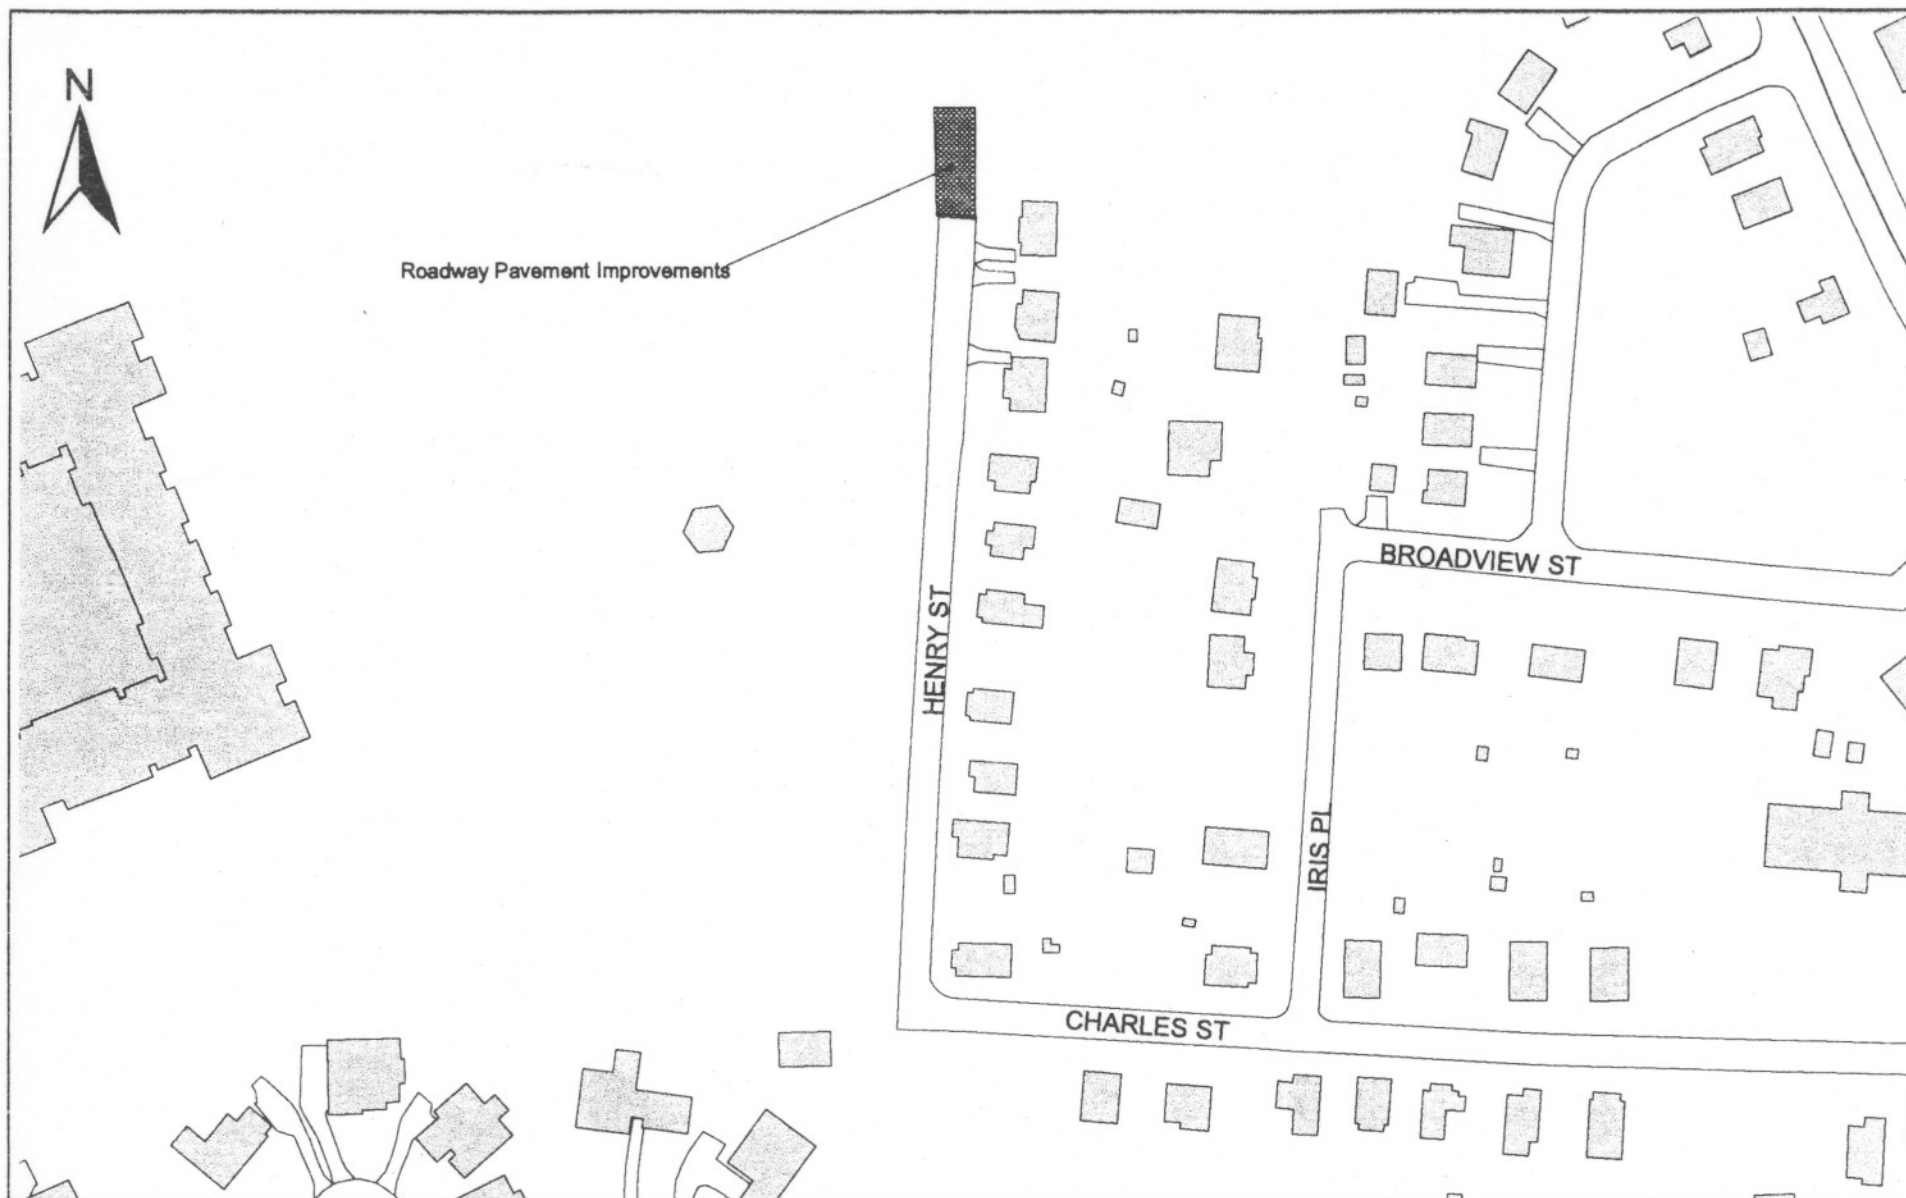 N
Roadway Pavement Improvements
BROADVIEW ST
HENRY ST
IRIS PL
CHARLES ST